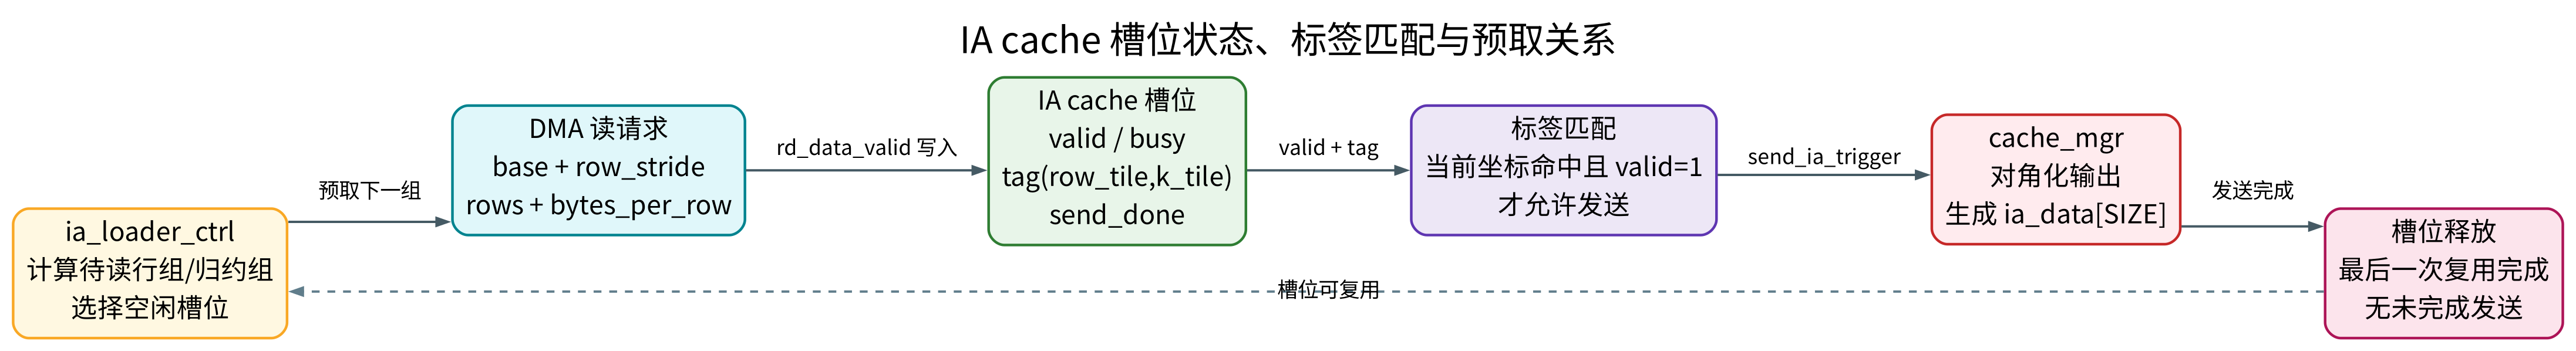 IA cache 槽位状态、标签匹配与预取关系
ia_loader_ctrl
计算待读行组/归约组
选择空闲槽位
预取下一组
DMA 读请求
base + row_stride
rows + bytes_per_row
rd_data_valid 写入
IA cache 槽位
valid / busy
tag(row_tile,k_tile)
send_done
valid + tag
标签匹配
当前坐标命中且 valid=1
才允许发送
send_ia_trigger
cache_mgr
对角化输出
生成 ia_data[SIZE]
发送完成
槽位释放
最后一次复用完成
无未完成发送
槽位可复用